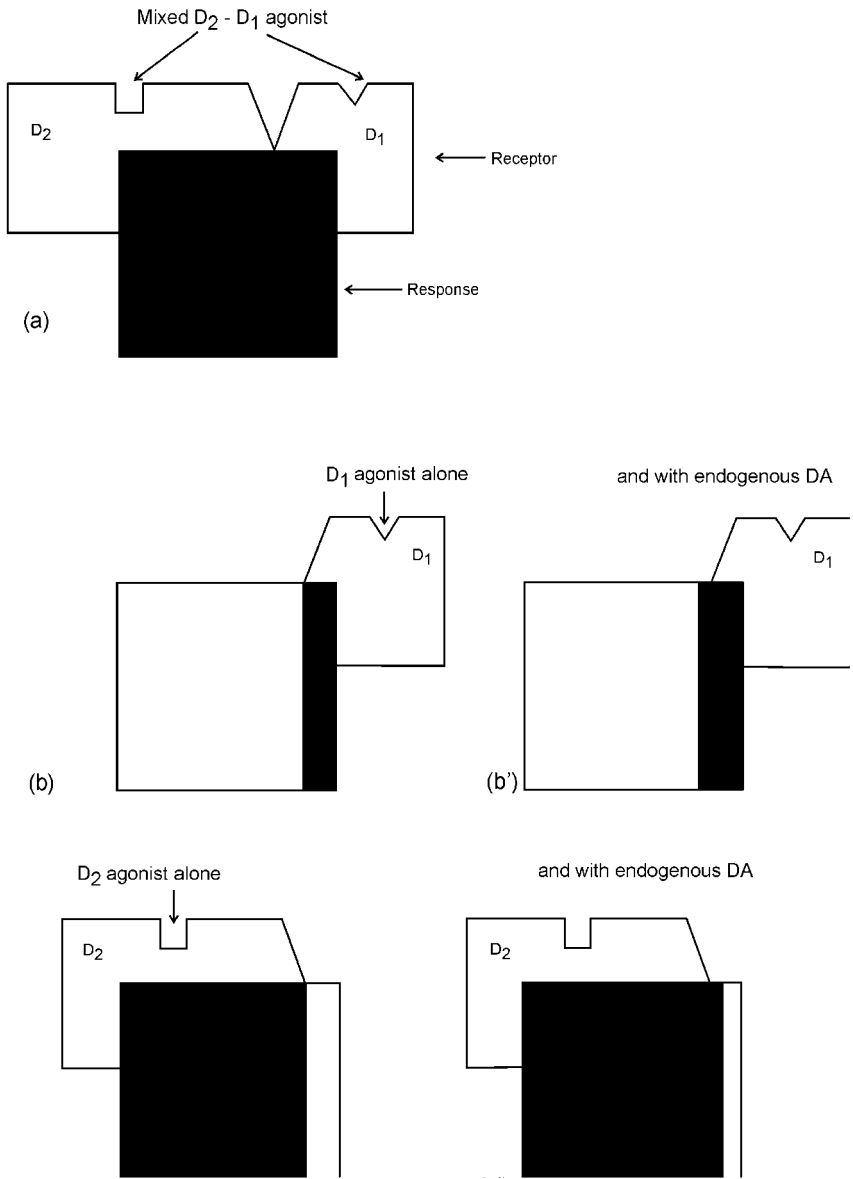 Mixed D2 - D1 agonist
D2
D1
Receptor
Response
(a)
D1 agonist alone
and with endogenous DA
D1
D1
(b)
(b')
D2 agonist alone
and with endogenous DA
D2
D2